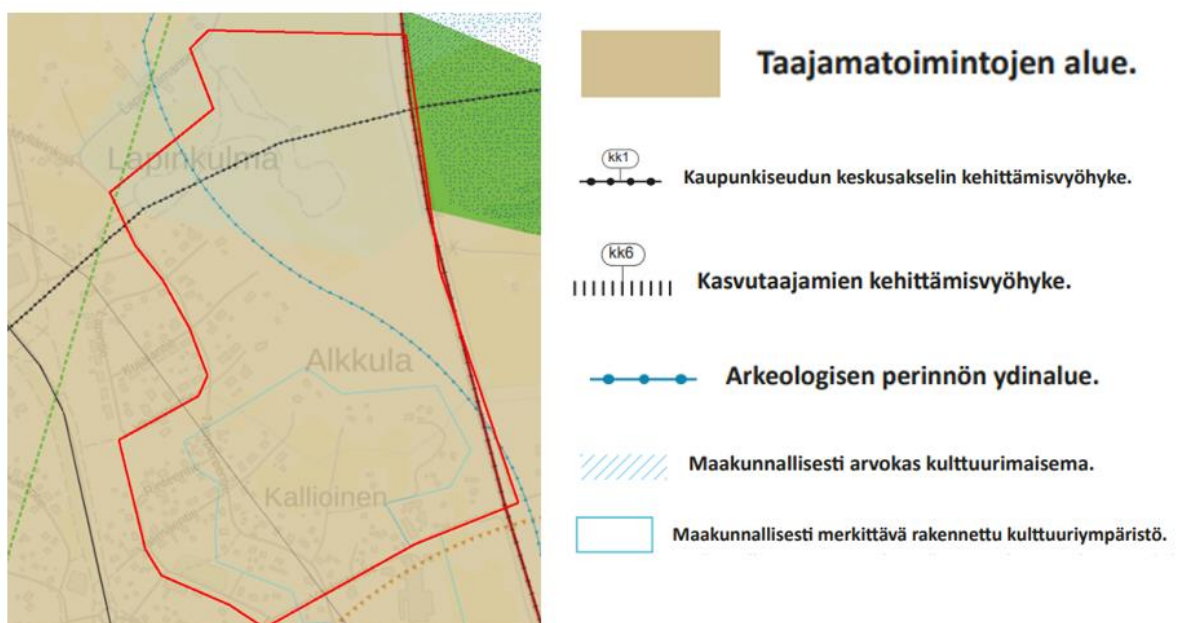 Lapinkulma
Alkkula
Kallioinen
Taajamatoimintojen alue.
kk1
Kaupunkiseudun keskusakselin kehittämisvyöhyke.
kk6
Kasvutaajamien kehittämisvyöhyke.
Arkeologisen perinnön ydinalue.
Maakunnallisesti arvokas kulttuurimaisema.
Maakunnallisesti merkittävä rakennettu kulttuuriympäristö.